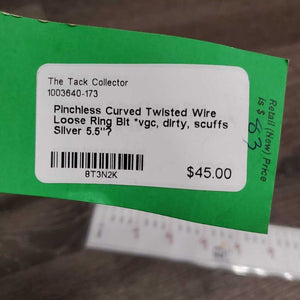 The Tack Collector
1003640-173
Pinchless Curved Twisted Wire
Loose Ring Bit *vgc, dirty, scuffs
Silver 5.5"?
8T3N2K
$45.00
Retail (New) Price
is $ 63